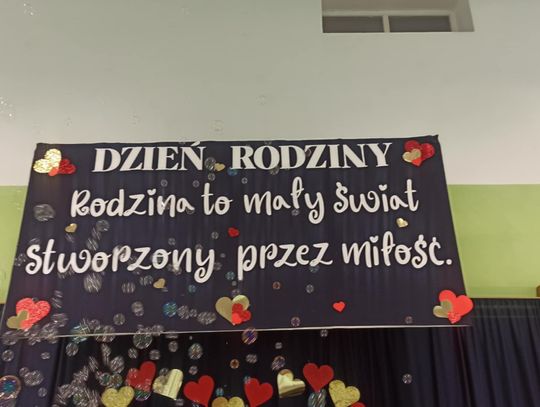 DZIEŃ RODZINY
Rodzina to mały świat
stworzony przez miłość.